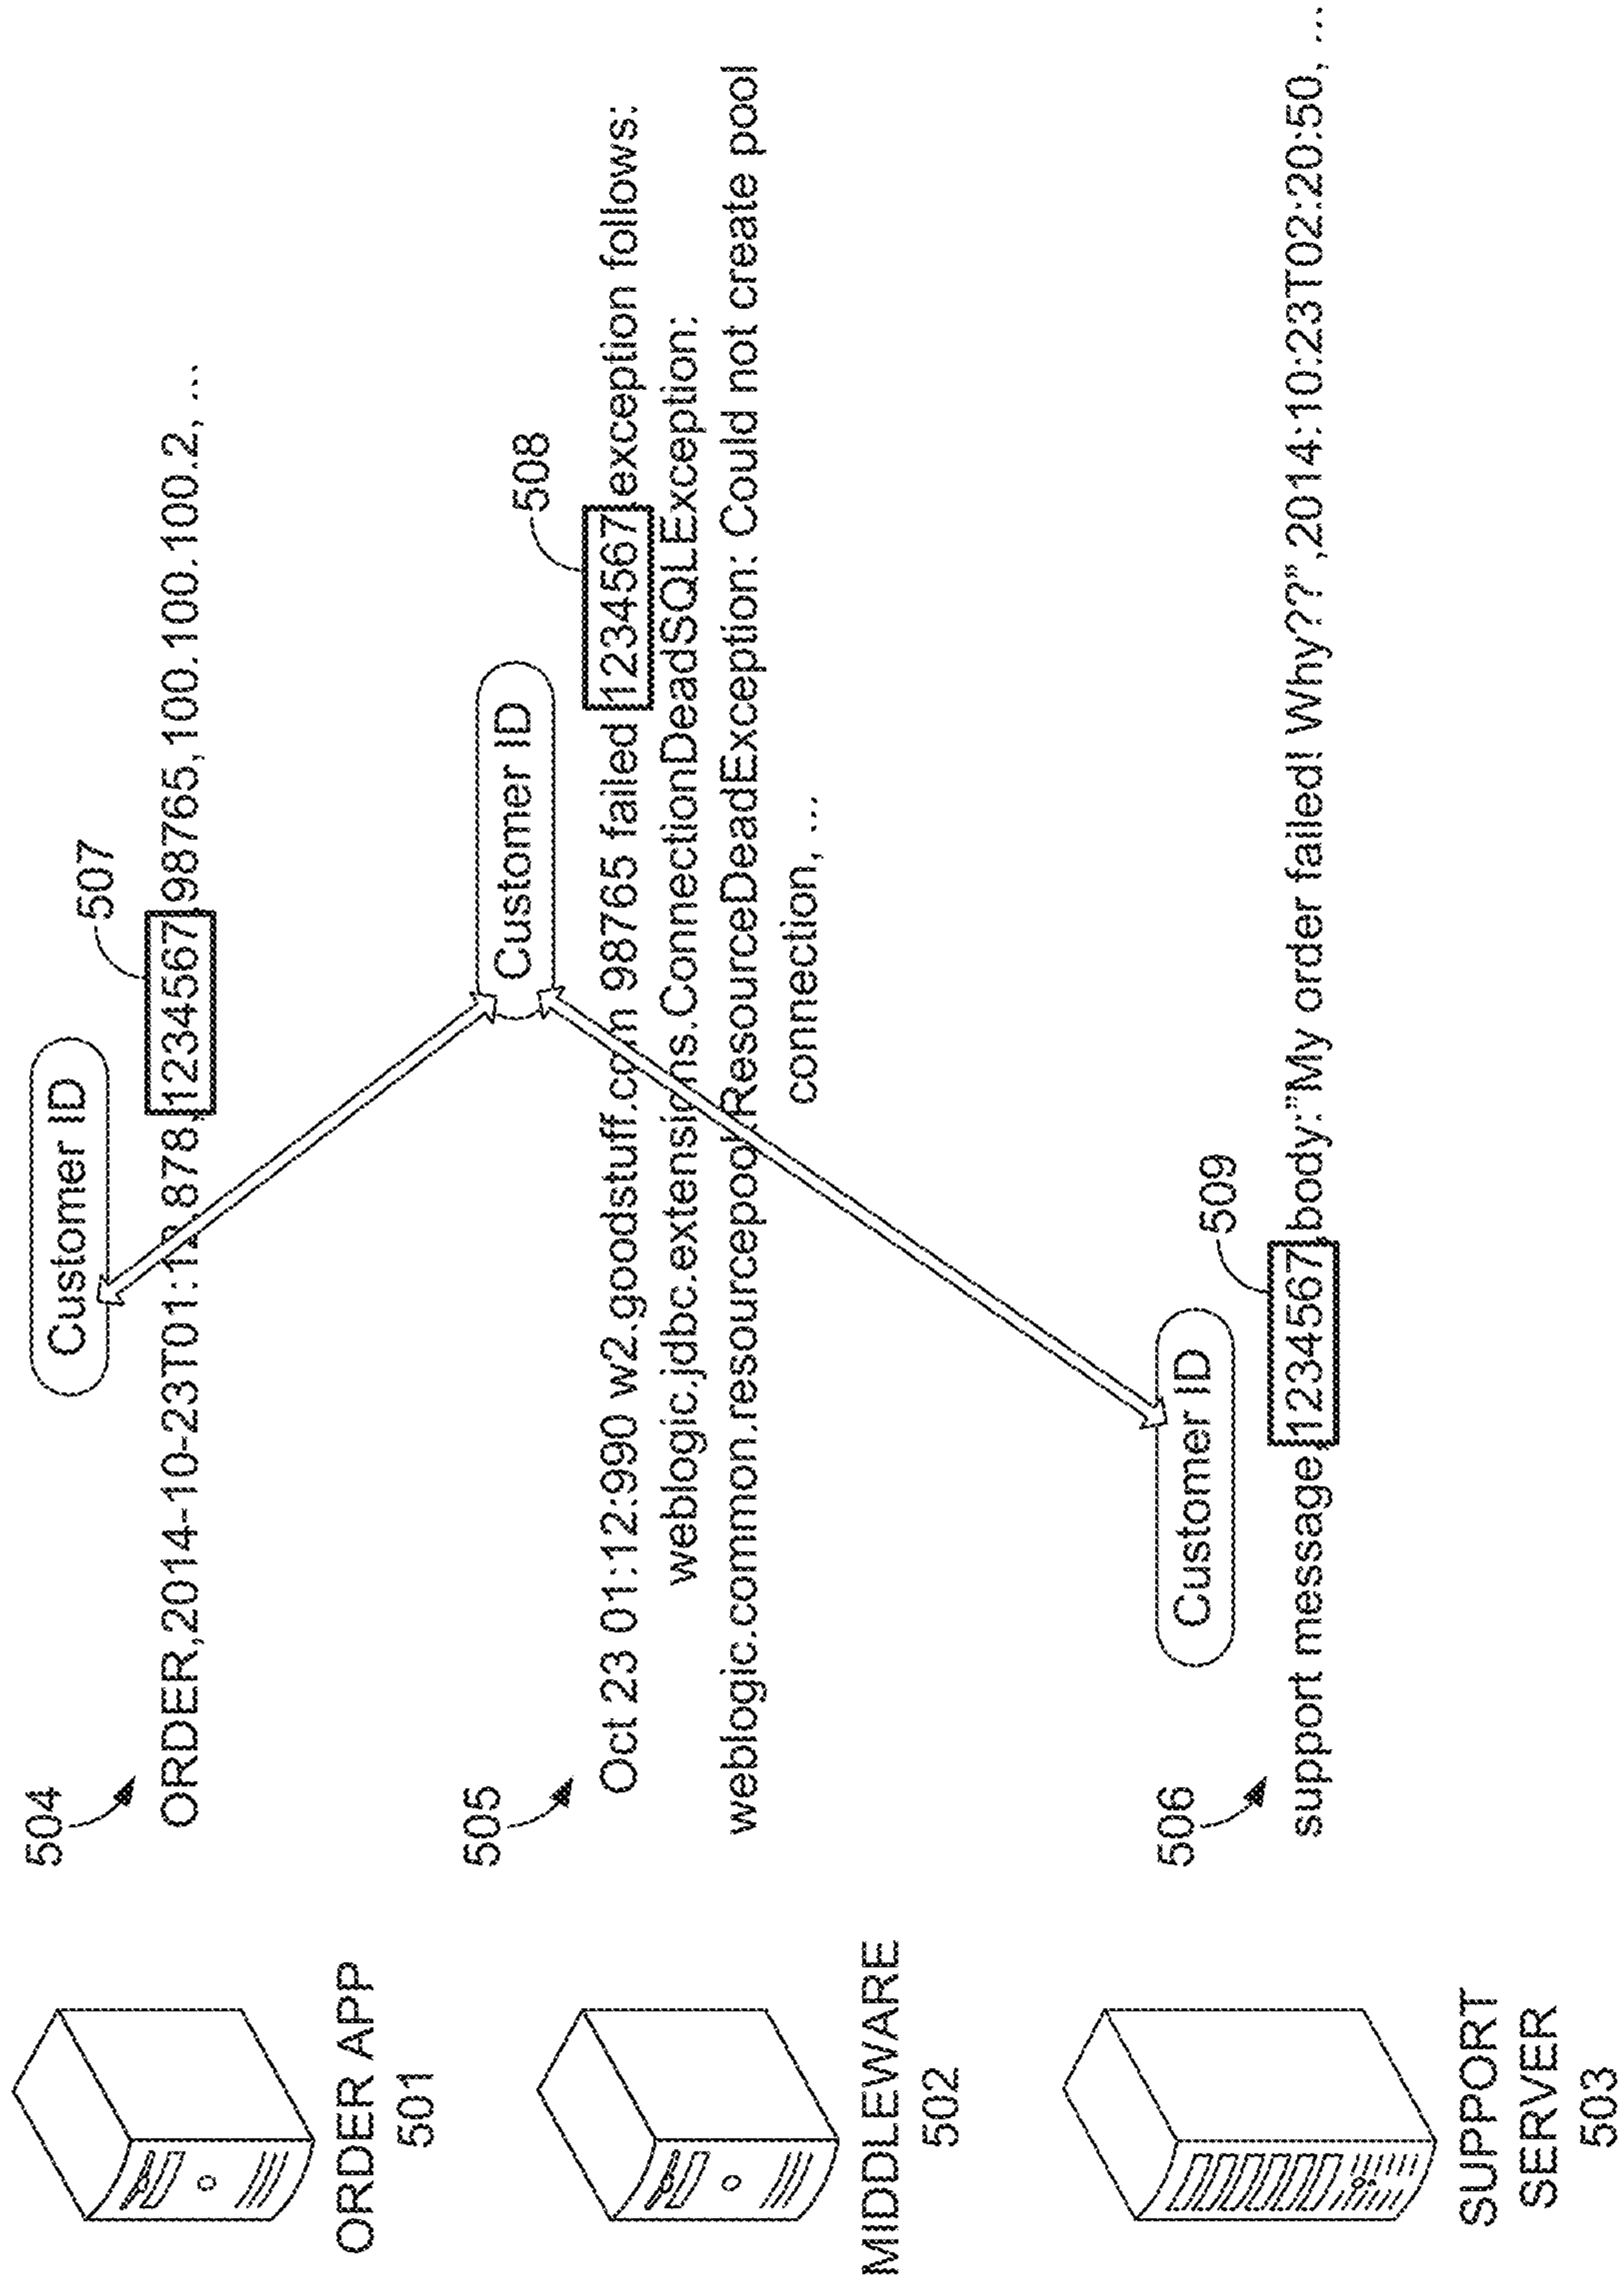 504
Customer ID
507
ORDER,2014-10-23T01:12.878,1234567,98765,100.100.100.2, ...
ORDER APP
501
505
Customer ID
508
Oct 23 01:12:990 w2.goodstuff.com 98765 failed 1234567 exception follows:
weblogic.jdbc.extensions.ConnectionDeadSQLException:
weblogic.common.resourcepool.ResourceDeadException: Could not create pool
connection, ...
MIDDLEWARE
502
506
Customer ID
509
support message 1234567 body:"My order failed! Why??",2014:10:23T02:20:50, ...
SUPPORT
SERVER
503